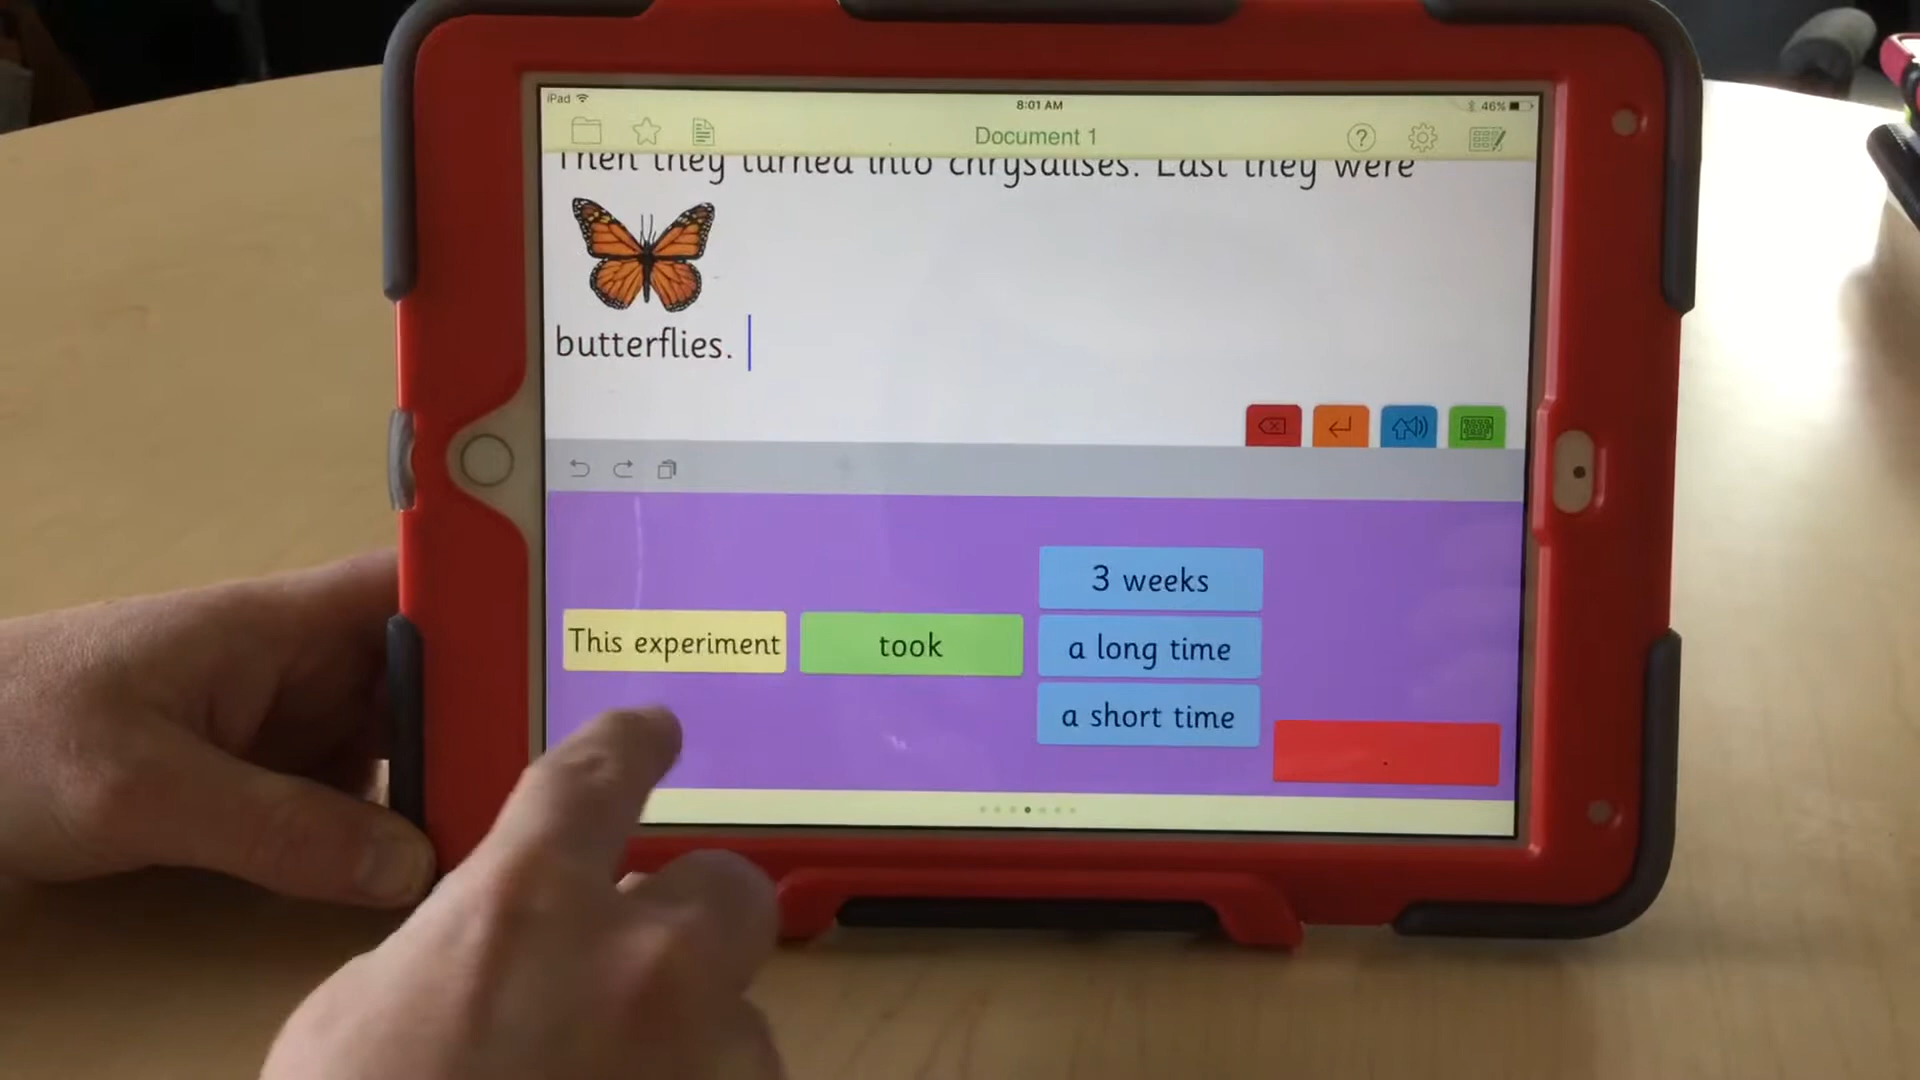 iPad
8:01 AM
46%
Document 1
Then they turned into chrysalises. Last they were
butterflies.
3 weeks
This experiment
took
a long time
a short time
.